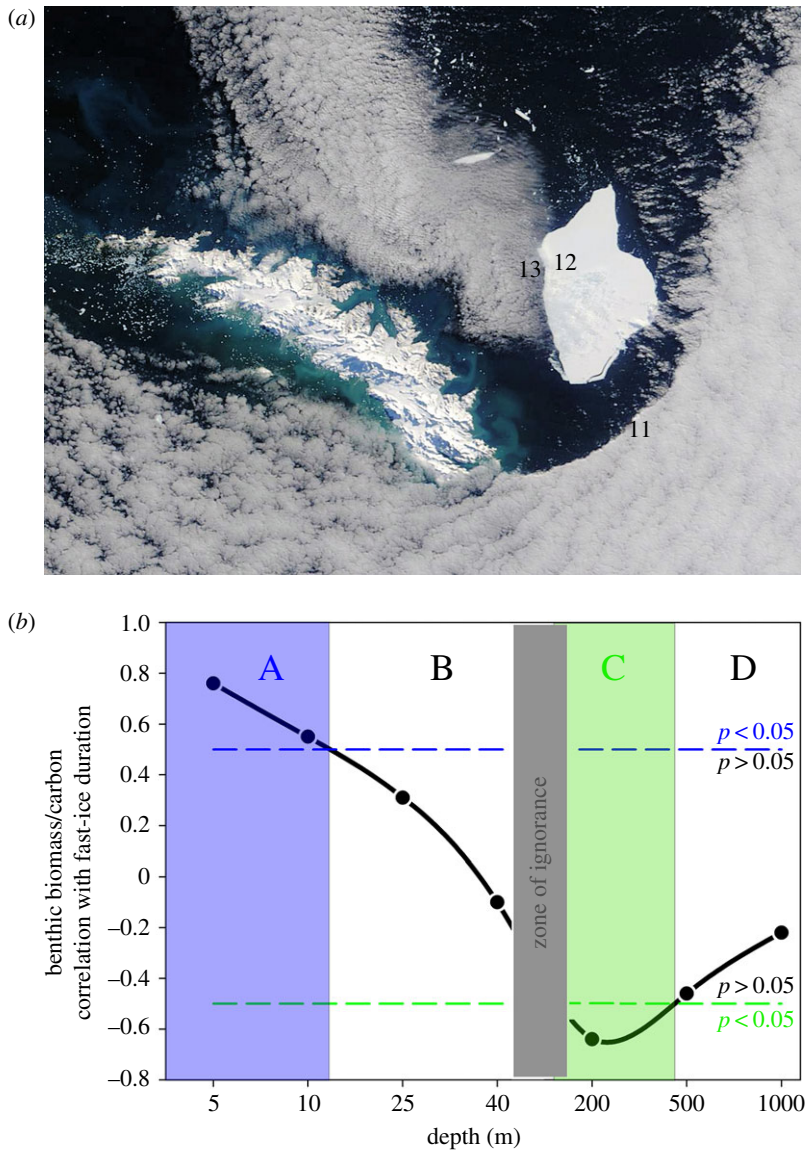 (a)
13 12
11
(b)
1.0
0.8
0.6
0.4
0.2
0
–0.2
–0.4
–0.6
–0.8
benthic biomass/carbon
correlation with fast-ice duration
A B C D
zone of ignorance
p < 0.05
p > 0.05
p > 0.05
p < 0.05
5 10 25 40 200 500 1000
depth (m)